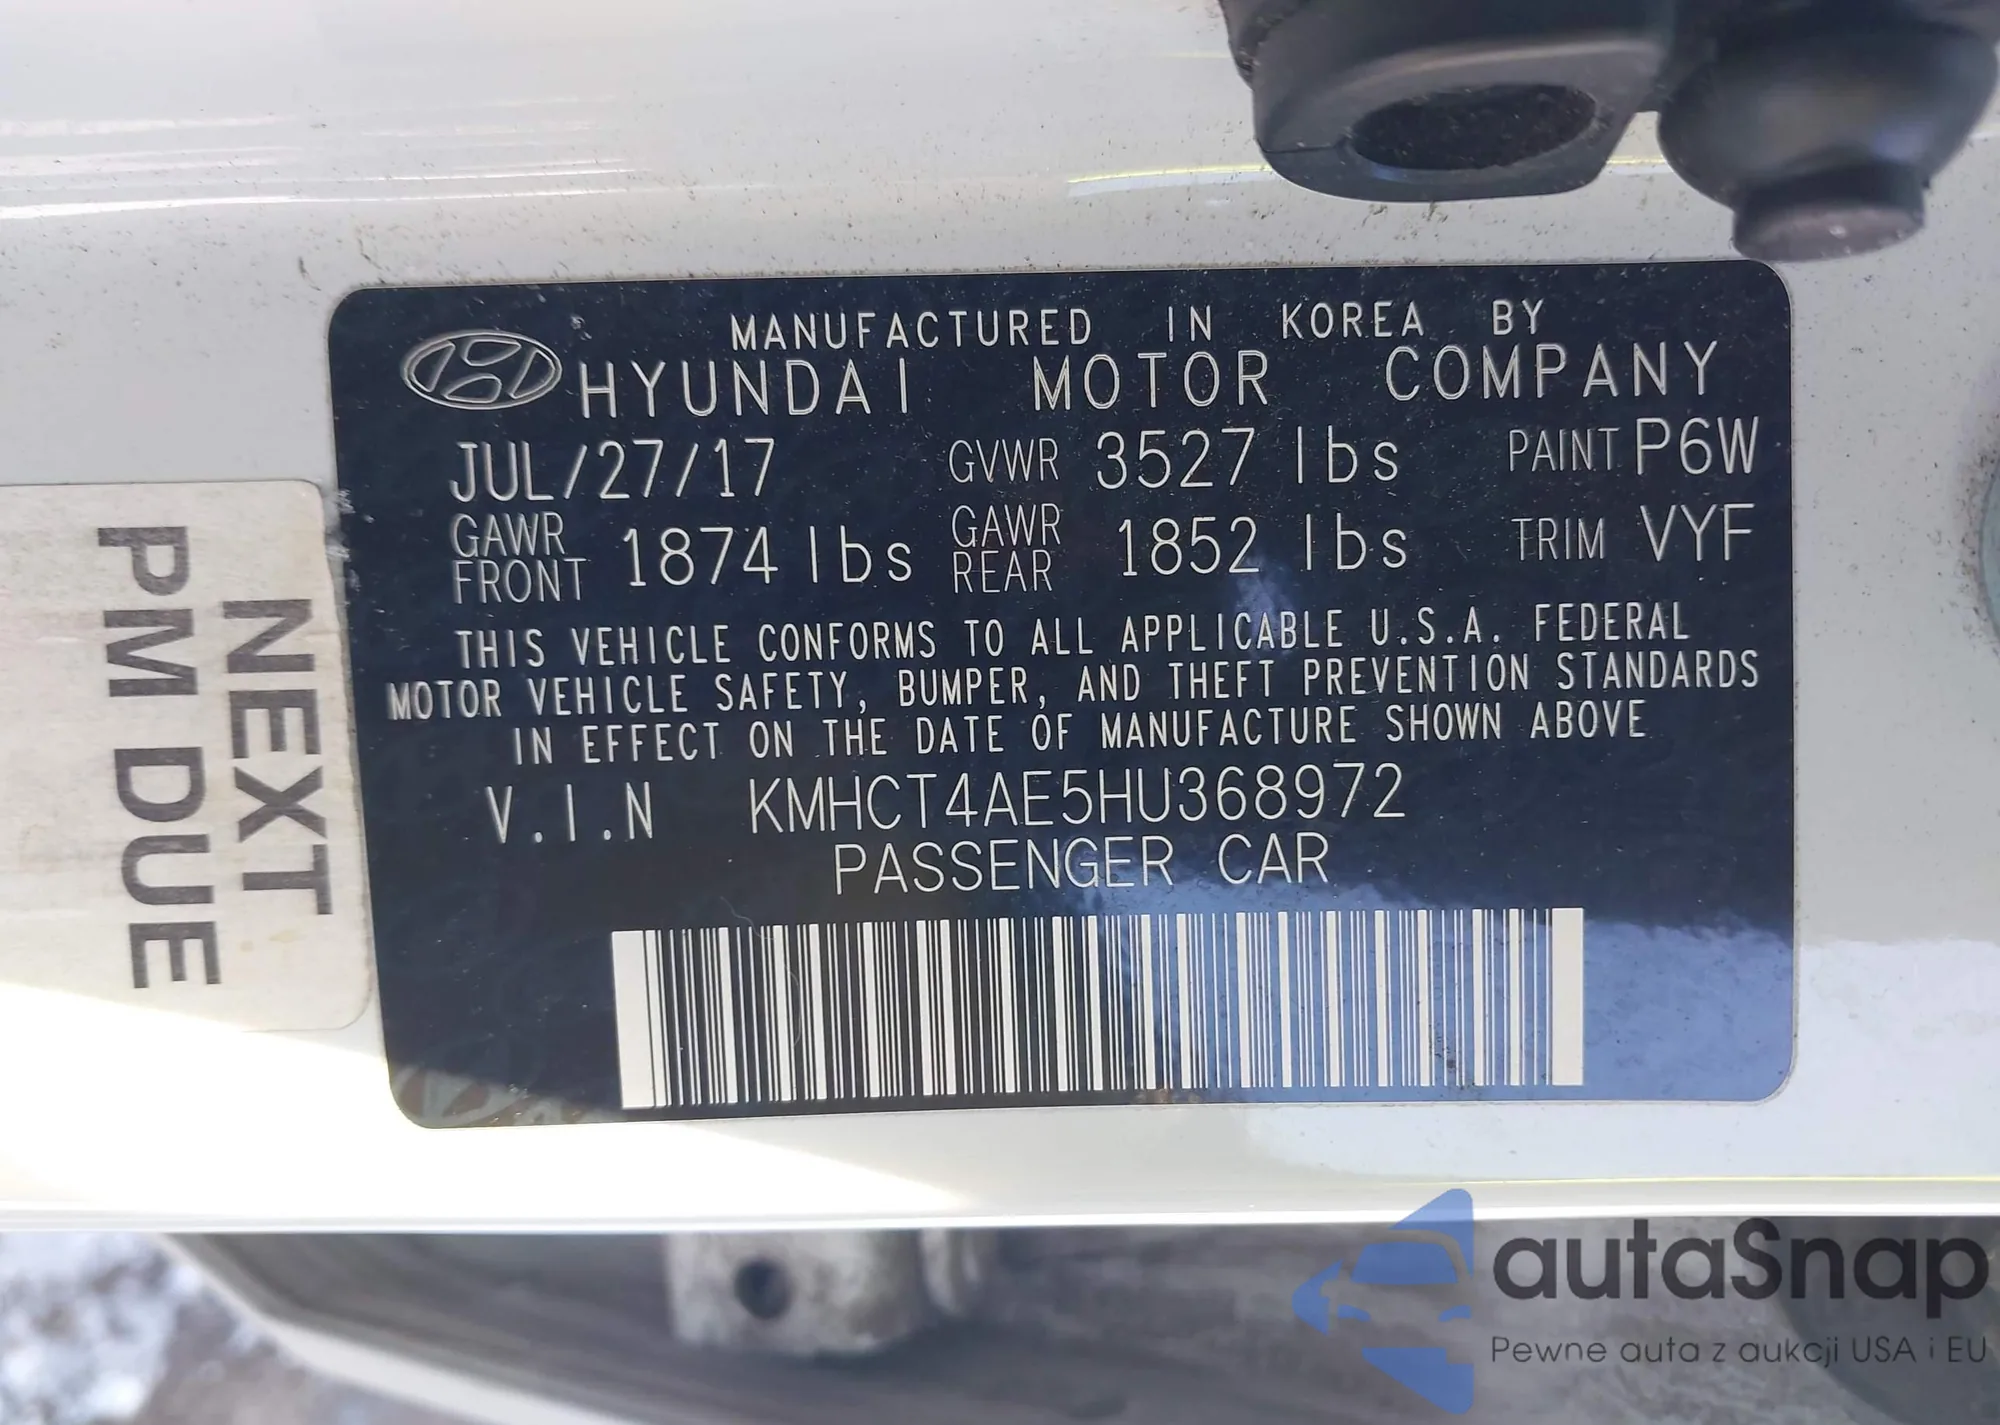 MANUFACTURED IN KOREA BY
HYUNDAI MOTOR COMPANY
JUL/27/17 GVWR 3527 lbs PAINT P6W
GAWR FRONT 1874 lbs GAWR REAR 1852 lbs TRIM VYF
THIS VEHICLE CONFORMS TO ALL APPLICABLE U.S.A. FEDERAL
MOTOR VEHICLE SAFETY, BUMPER, AND THEFT PREVENTION STANDARDS
IN EFFECT ON THE DATE OF MANUFACTURE SHOWN ABOVE
V.I.N KMHCT4AE5HU368972
PASSENGER CAR
NEXT
PM DUE
autaSnap
Pewne auta z aukcji USA i EU